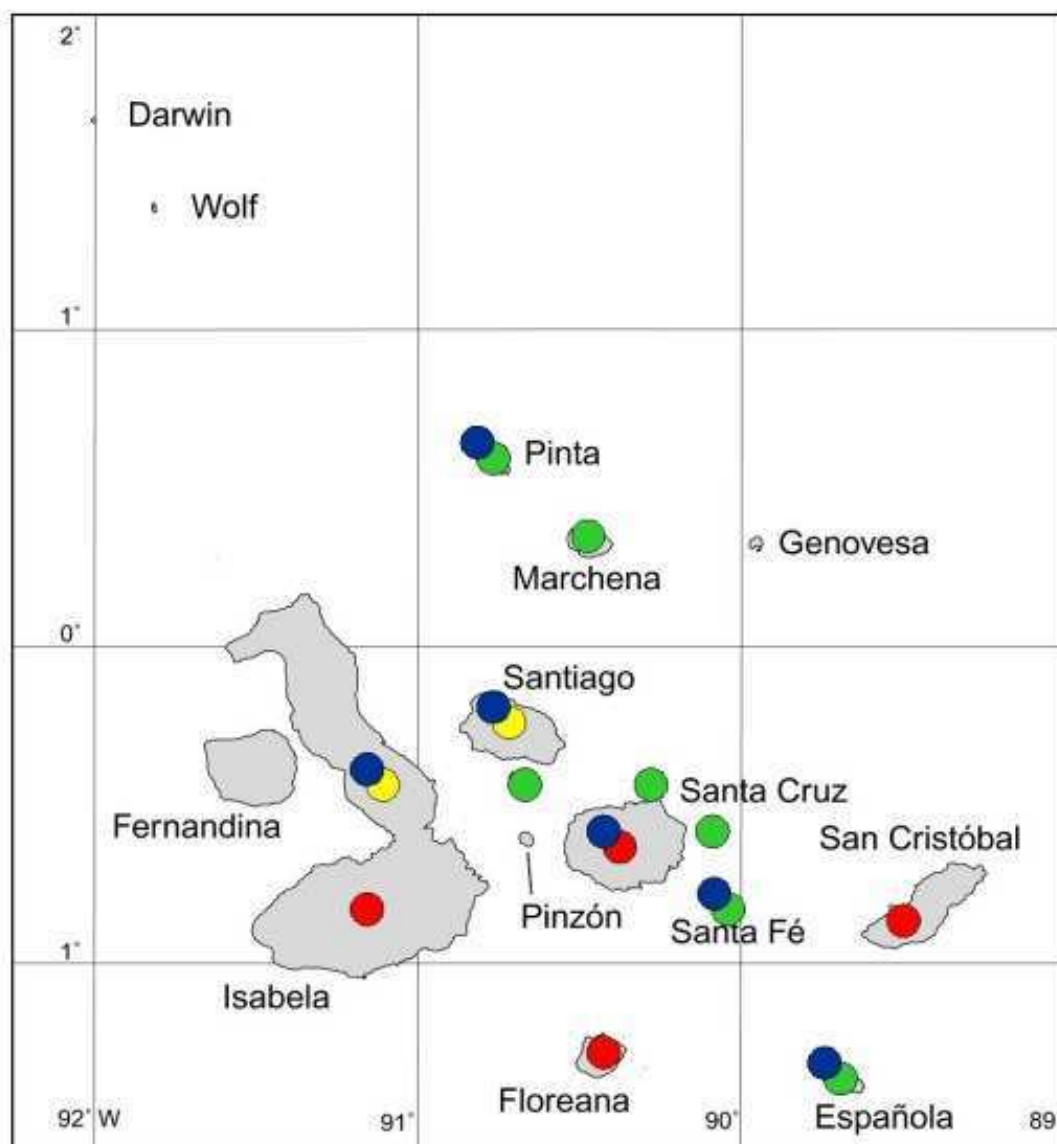 2°
Darwin
Wolf
1°
Pinta
Genovesa
Marchena
0°
Santiago
Santa Cruz
Fernandina
San Cristóbal
Pinzón
Santa Fé
Isabela
Floreana
Española
1°
92° W
91°
90°
89